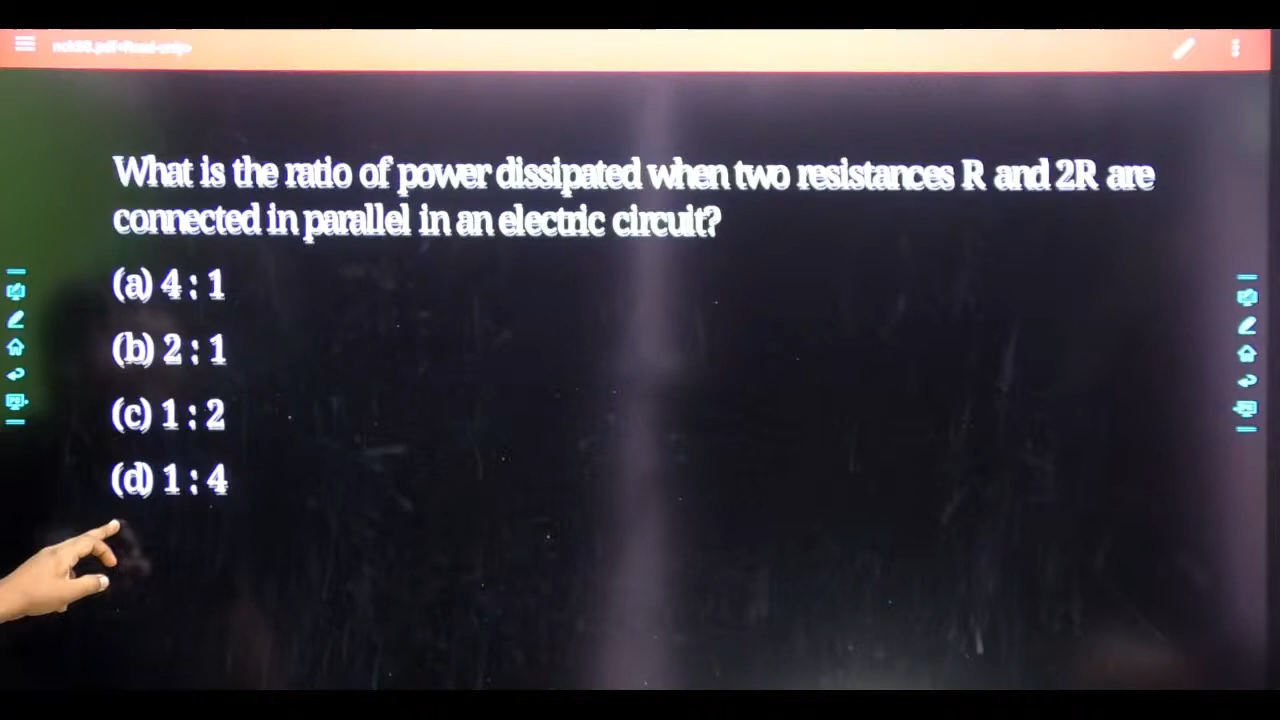 What is the ratio of power dissipated when two resistances R and 2R are
connected in parallel in an electric circuit?
(a) 4 : 1
(b) 2 : 1
(c) 1 : 2
(d) 1 : 4